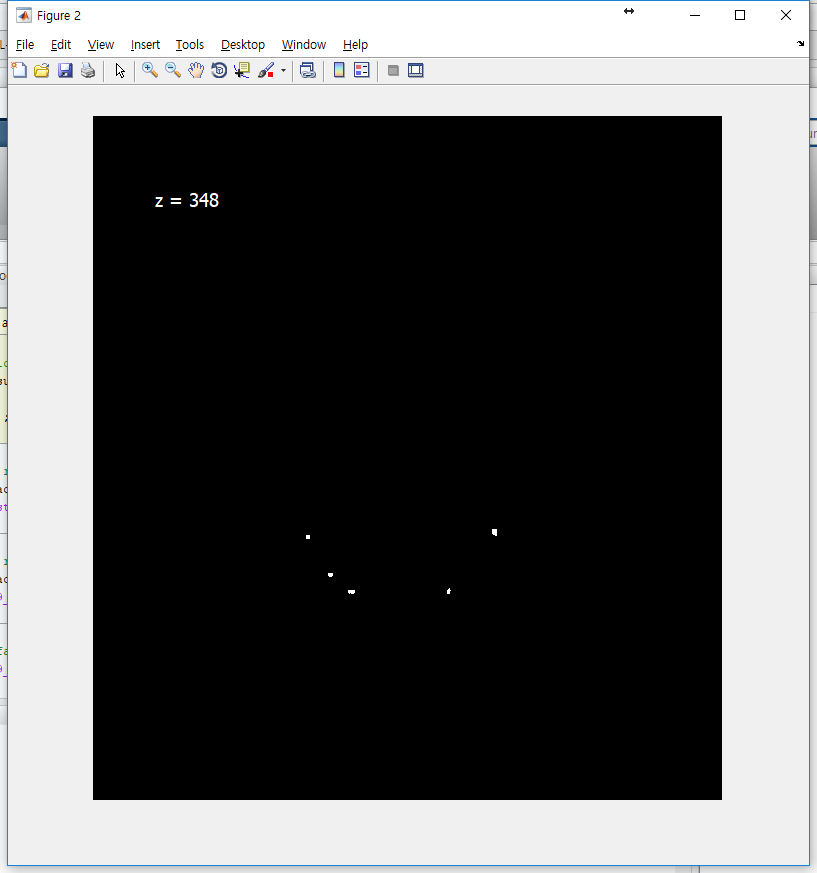 Figure 2
File Edit View Insert Tools Desktop Window Help
z = 348